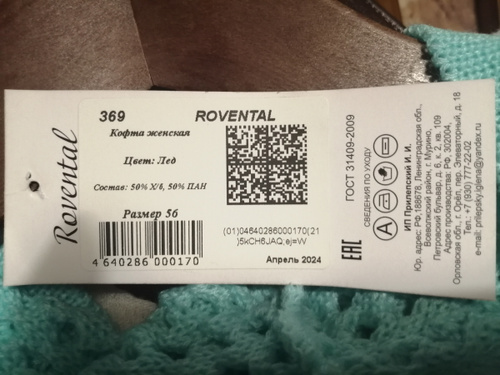 Rovental
369 ROVENTAL
Кофта женская
Цвет: Лед
Состав: 50% Х/б, 50% ПАН
Размер 56
4 640286 000170
(01)04640286000170(21
)5kCH6JAQ;ej=VV
Апрель 2024
ГОСТ 31409-2009
СВЕДЕНИЯ ПО УХОДУ
EAC
ИП Прилепский И. И.
Юр. адрес: РФ, 188678, Ленинградская обл.,
Всеволжский район, г. Мурино,
Петровский бульвар, д. 6, к. 2, кв. 109
Адрес производства: РФ, 302004,
Орловская обл., г. Орёл, пер. Элеваторный, д. 18
Тел.: +7 (930) 777-22-02
e-mail: prilepsky.igena@yandex.ru